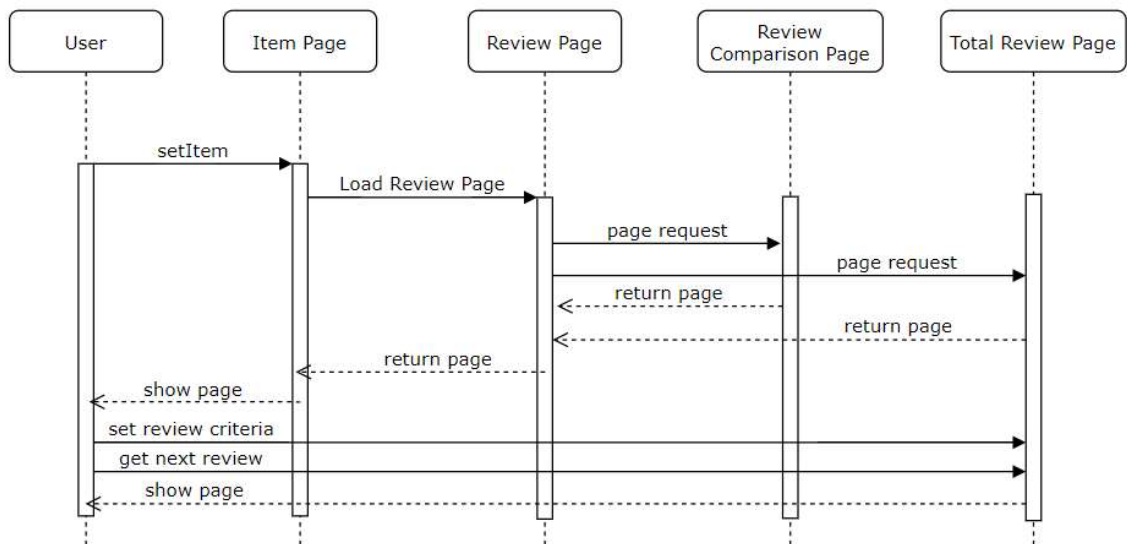 User
Item Page
Review Page
Review
Comparison Page
Total Review Page
setItem
Load Review Page
page request
page request
return page
return page
return page
show page
set review criteria
get next review
show page